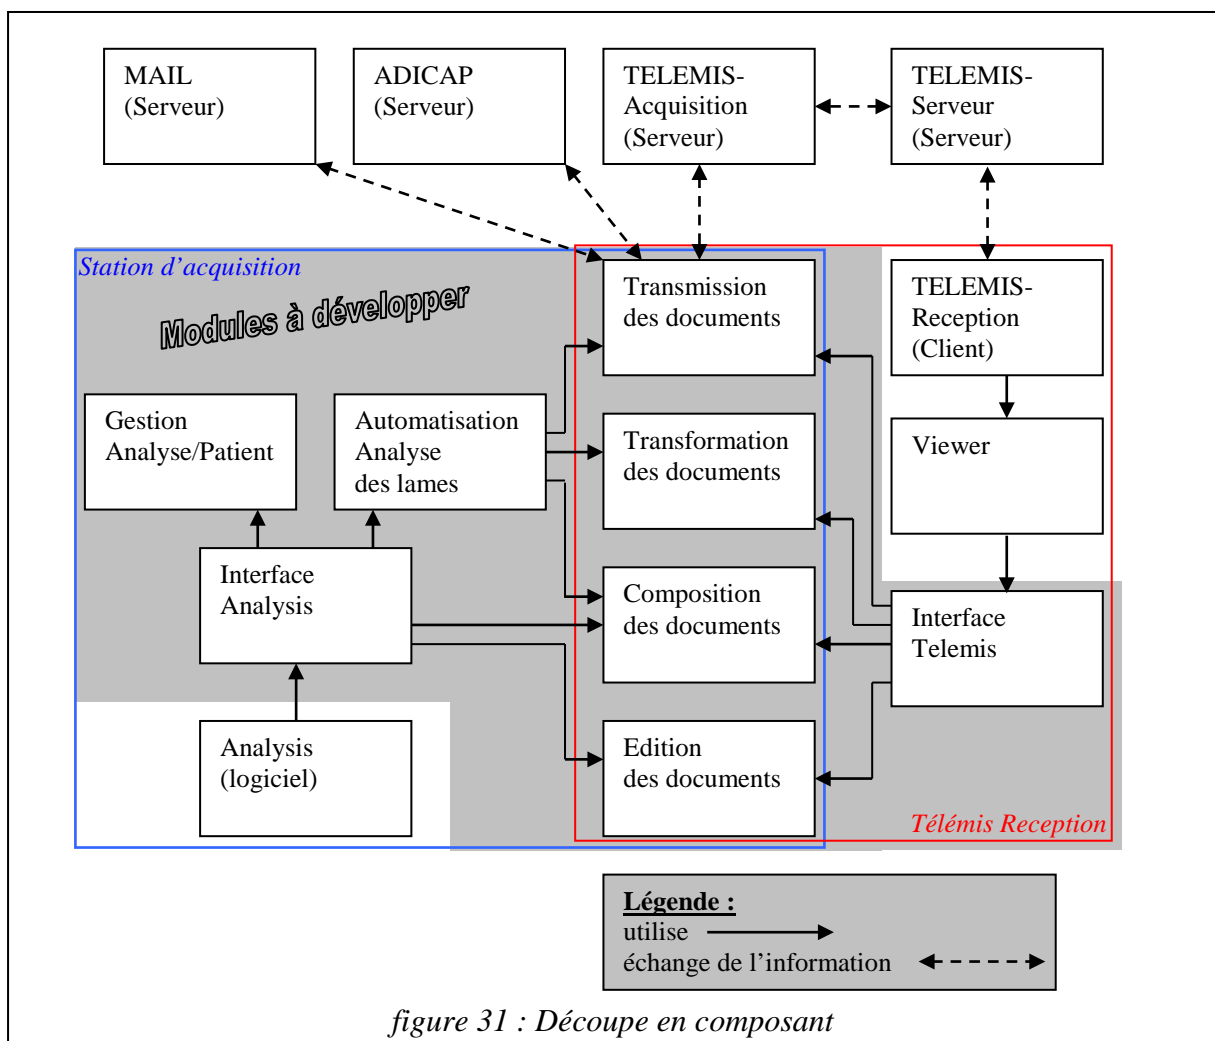 MAIL
(Serveur)
ADICAP
(Serveur)
TELEMIS-
Acquisition
(Serveur)
TELEMIS-
Serveur
(Serveur)
Station d’acquisition
Modules à développer
Transmission
des documents
TELEMIS-
Reception
(Client)
Gestion
Analyse/Patient
Automatisation
Analyse
des lames
Transformation
des documents
Viewer
Interface
Analysis
Composition
des documents
Interface
Telemis
Analysis
(logiciel)
Edition
des documents
Télémis Reception
Légende :
utilise
échange de l’information
figure 31 : Découpe en composant